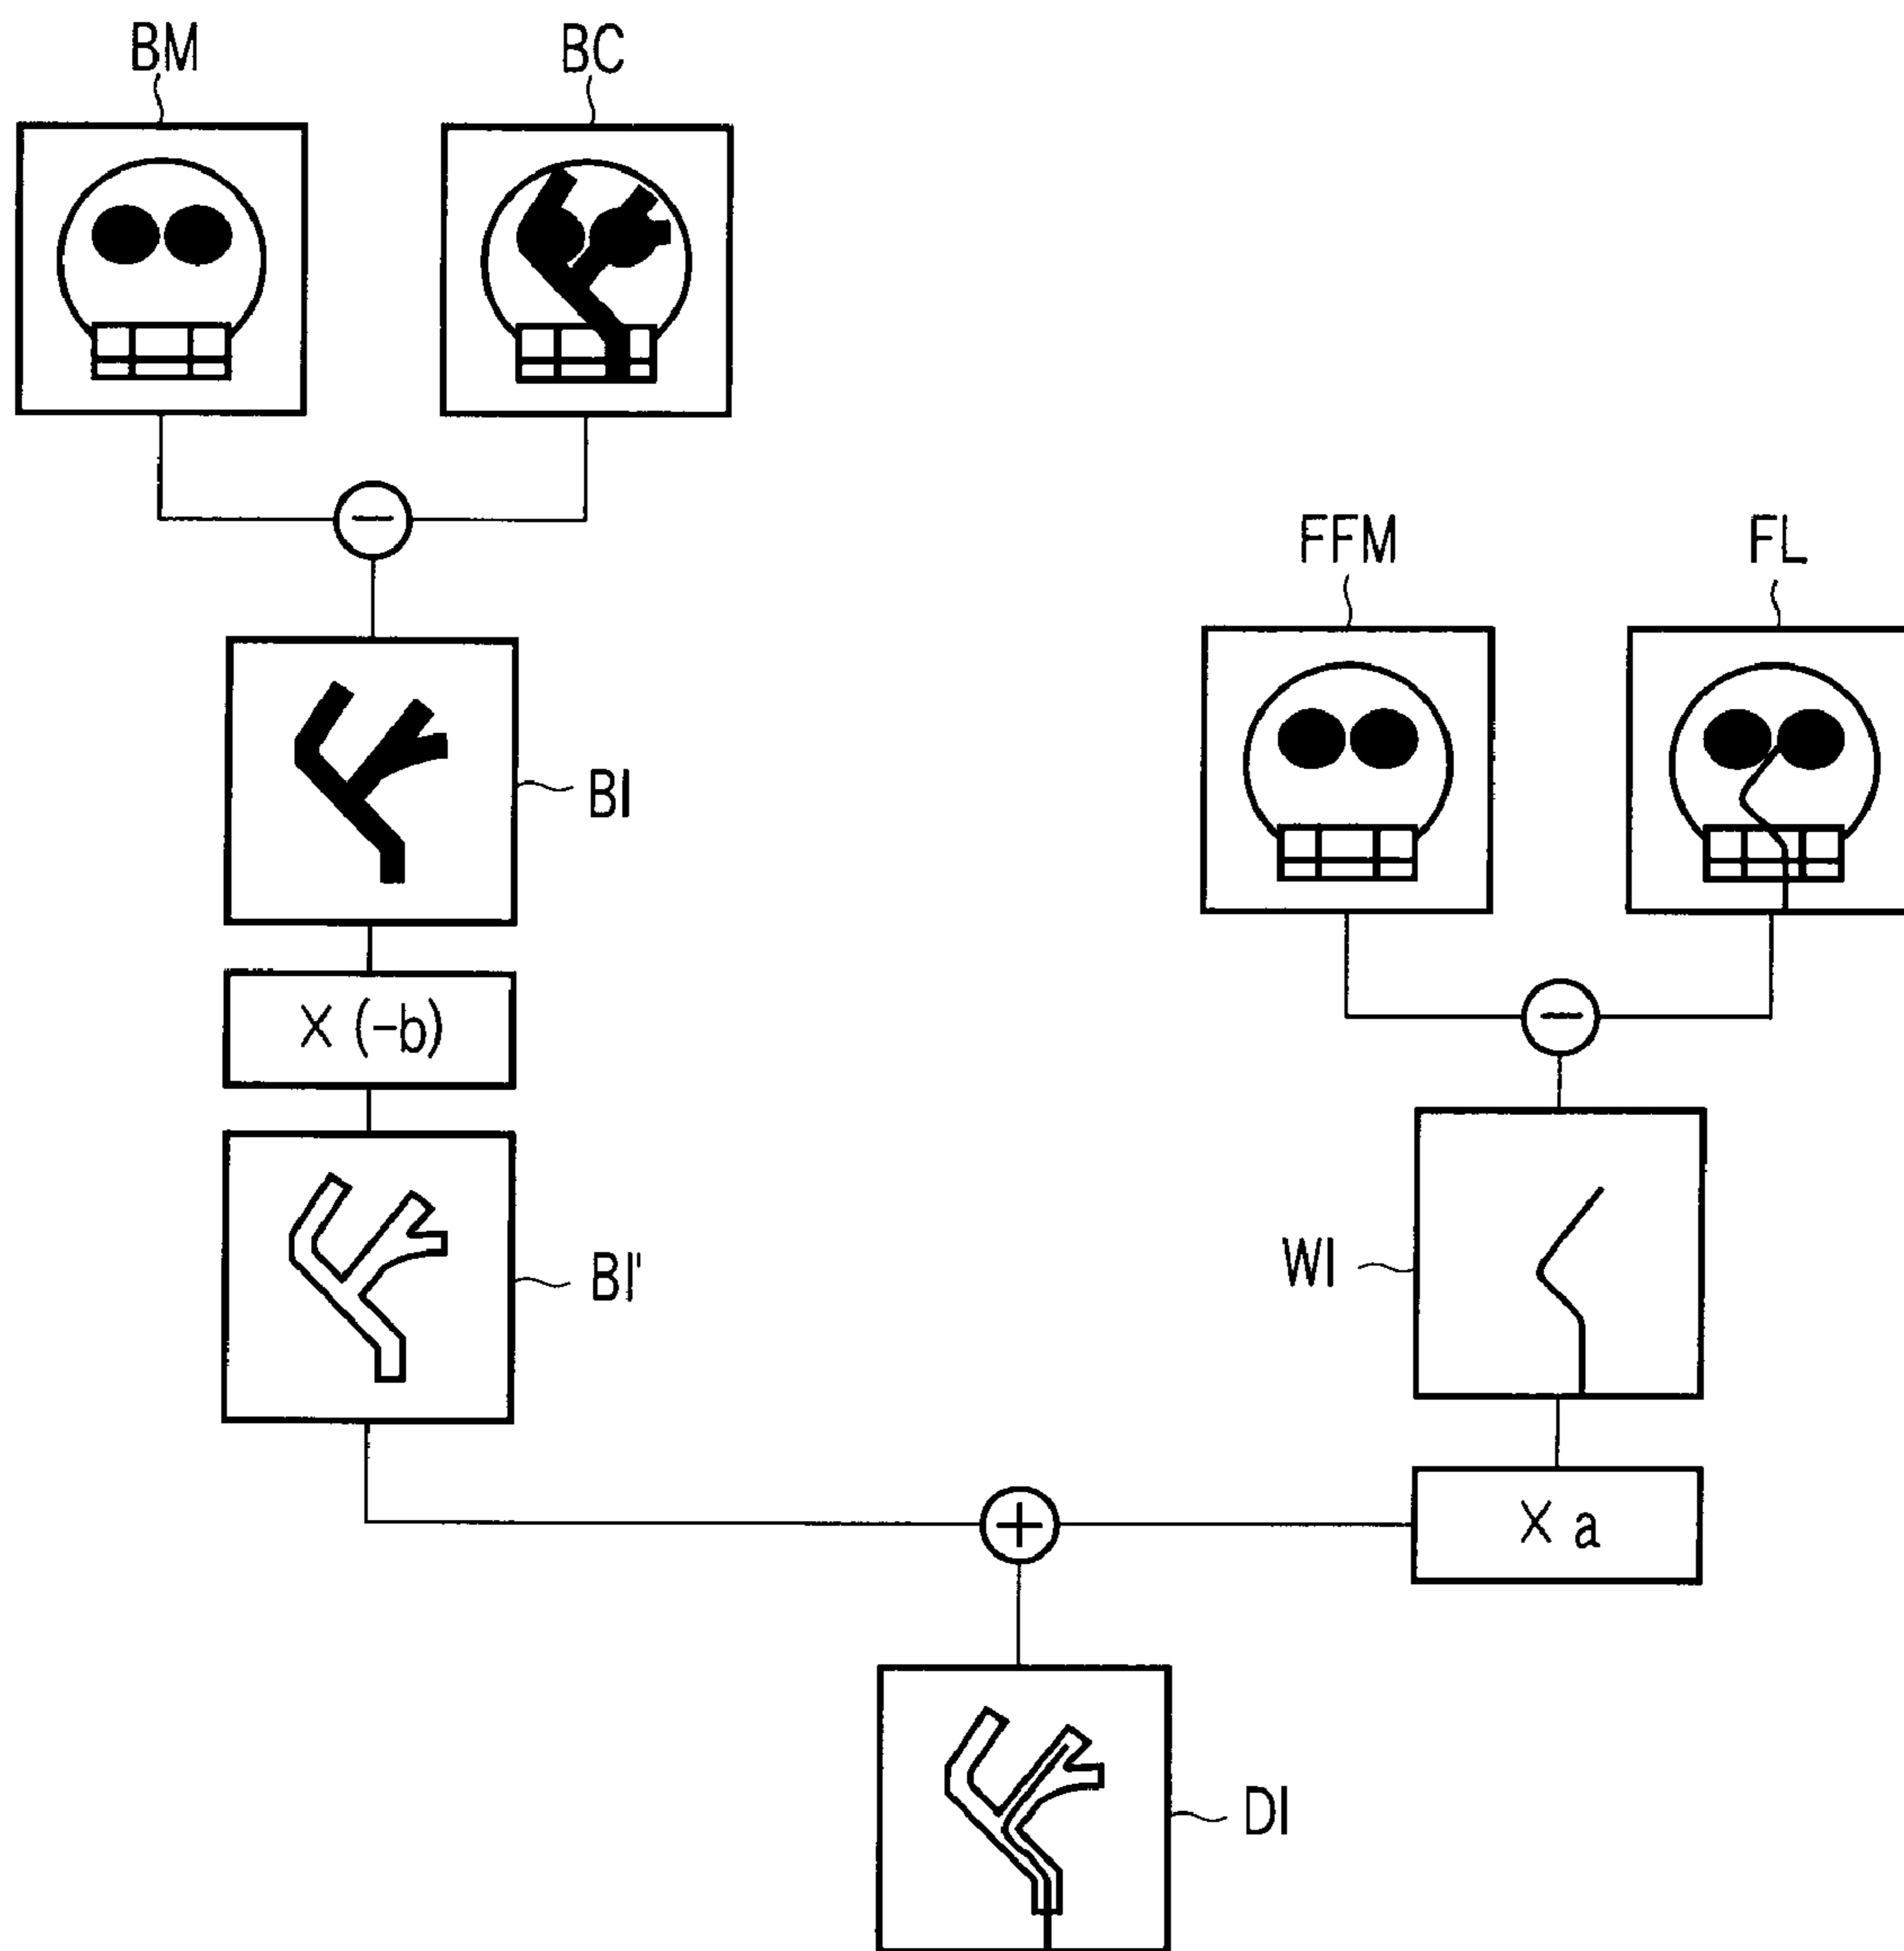 BM
BC
FFM
FL
BI
X (-b)
BI'
WI
X a
DI